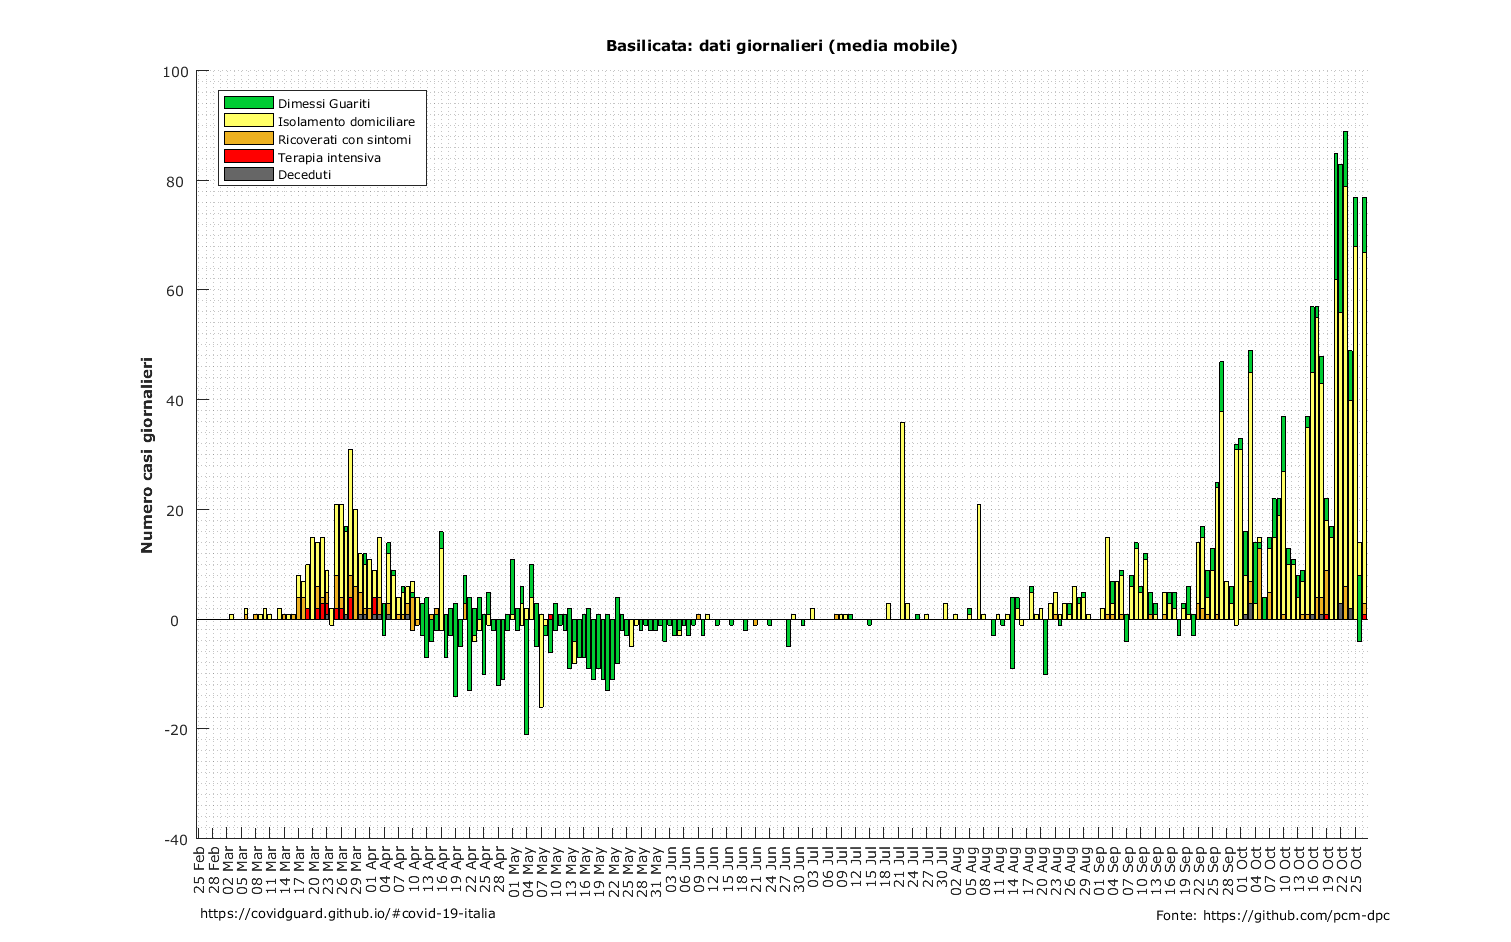 Basilicata: dati giornalieri (media mobile)
Numero casi giornalieri
100
80
60
40
20
0
-20
-40
Dimessi Guariti
Isolamento domiciliare
Ricoverati con sintomi
Terapia intensiva
Deceduti
25 Feb
28 Feb
02 Mar
05 Mar
08 Mar
11 Mar
14 Mar
17 Mar
20 Mar
23 Mar
26 Mar
29 Mar
01 Apr
04 Apr
07 Apr
10 Apr
13 Apr
16 Apr
19 Apr
22 Apr
25 Apr
28 Apr
01 May
04 May
07 May
10 May
13 May
16 May
19 May
22 May
25 May
28 May
31 May
03 Jun
06 Jun
09 Jun
12 Jun
15 Jun
18 Jun
21 Jun
24 Jun
27 Jun
30 Jun
03 Jul
06 Jul
09 Jul
12 Jul
15 Jul
18 Jul
21 Jul
24 Jul
27 Jul
30 Jul
02 Aug
05 Aug
08 Aug
11 Aug
14 Aug
17 Aug
20 Aug
23 Aug
26 Aug
29 Aug
01 Sep
04 Sep
07 Sep
10 Sep
13 Sep
16 Sep
19 Sep
22 Sep
25 Sep
28 Sep
01 Oct
04 Oct
07 Oct
10 Oct
13 Oct
16 Oct
19 Oct
22 Oct
25 Oct
https://covidguard.github.io/#covid-19-italia
Fonte: https://github.com/pcm-dpc